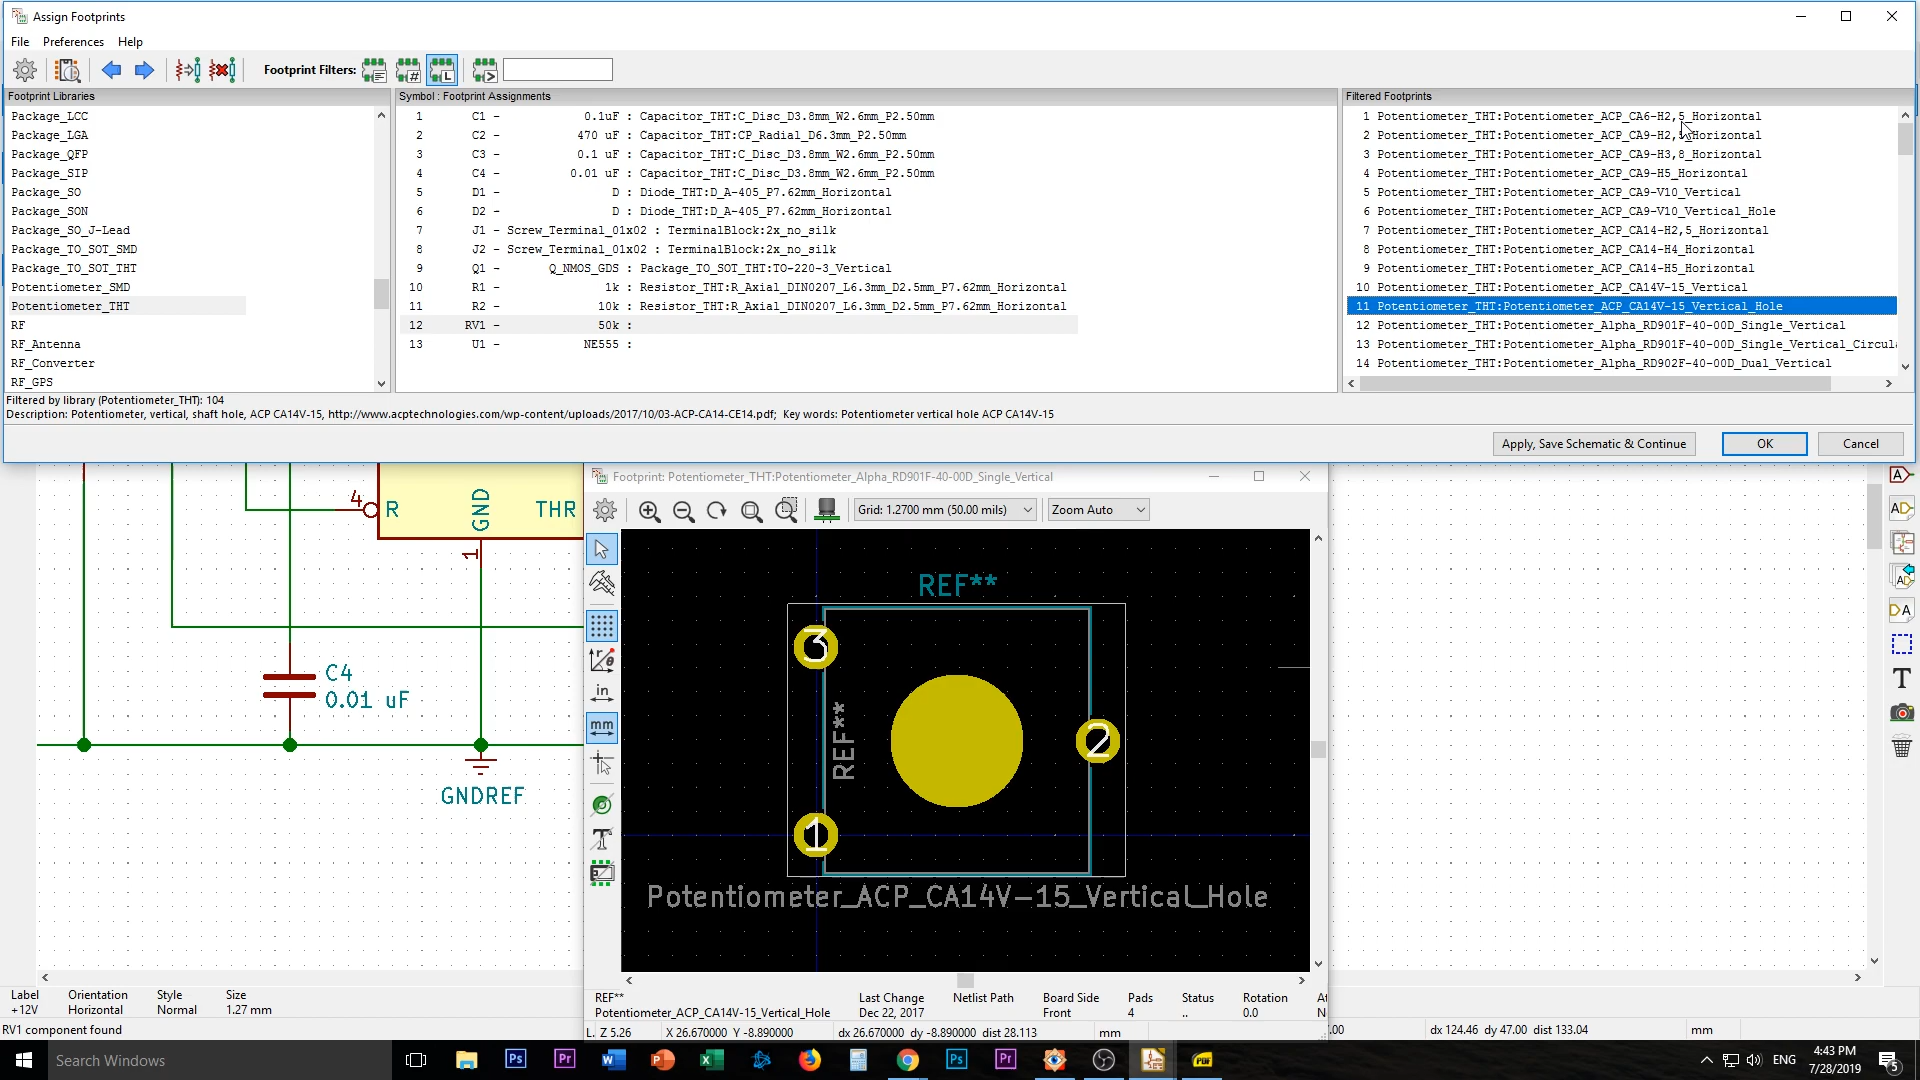 Assign Footprints
File Preferences Help
Footprint Filters:
Footprint Libraries
Package_LCC
Package_LGA
Package_QFP
Package_SIP
Package_SO
Package_SON
Package_SO_J-Lead
Package_TO_SOT_SMD
Package_TO_SOT_THT
Potentiometer_SMD
Potentiometer_THT
RF
RF_Antenna
RF_Converter
RF_GPS
Symbol : Footprint Assignments
1 C1 - 0.1uF : Capacitor_THT:C_Disc_D3.8mm_W2.6mm_P2.50mm
2 C2 - 470 uF : Capacitor_THT:CP_Radial_D6.3mm_P2.50mm
3 C3 - 0.1 uF : Capacitor_THT:C_Disc_D3.8mm_W2.6mm_P2.50mm
4 C4 - 0.01 uF : Capacitor_THT:C_Disc_D3.8mm_W2.6mm_P2.50mm
5 D1 - D : Diode_THT:D_A-405_P7.62mm_Horizontal
6 D2 - D : Diode_THT:D_A-405_P7.62mm_Horizontal
7 J1 - Screw_Terminal_01x02 : TerminalBlock:2x_no_silk
8 J2 - Screw_Terminal_01x02 : TerminalBlock:2x_no_silk
9 Q1 - Q_NMOS_GDS : Package_TO_SOT_THT:TO-220-3_Vertical
10 R1 - 1k : Resistor_THT:R_Axial_DIN0207_L6.3mm_D2.5mm_P7.62mm_Horizontal
11 R2 - 10k : Resistor_THT:R_Axial_DIN0207_L6.3mm_D2.5mm_P7.62mm_Horizontal
12 RV1 - 50k :
13 U1 - NE555 :
Filtered Footprints
1 Potentiometer_THT:Potentiometer_ACP_CA6-H2,5_Horizontal
2 Potentiometer_THT:Potentiometer_ACP_CA9-H2,5_Horizontal
3 Potentiometer_THT:Potentiometer_ACP_CA9-H3,8_Horizontal
4 Potentiometer_THT:Potentiometer_ACP_CA9-H5_Horizontal
5 Potentiometer_THT:Potentiometer_ACP_CA9-V10_Vertical
6 Potentiometer_THT:Potentiometer_ACP_CA9-V10_Vertical_Hole
7 Potentiometer_THT:Potentiometer_ACP_CA14-H2,5_Horizontal
8 Potentiometer_THT:Potentiometer_ACP_CA14-H4_Horizontal
9 Potentiometer_THT:Potentiometer_ACP_CA14-H5_Horizontal
10 Potentiometer_THT:Potentiometer_ACP_CA14V-15_Vertical
11 Potentiometer_THT:Potentiometer_ACP_CA14V-15_Vertical_Hole
12 Potentiometer_THT:Potentiometer_Alpha_RD901F-40-00D_Single_Vertical
13 Potentiometer_THT:Potentiometer_Alpha_RD901F-40-00D_Single_Vertical_Circul
14 Potentiometer_THT:Potentiometer_Alpha_RD902F-40-00D_Dual_Vertical
Filtered by library (Potentiometer_THT): 104
Description: Potentiometer, vertical, shaft hole, ACP CA14V-15, http://www.acptechnologies.com/wp-content/uploads/2017/10/03-ACP-CA14-CE14.pdf; Key words: Potentiometer vertical hole ACP CA14V-15
Apply, Save Schematic & Continue OK Cancel
Footprint: Potentiometer_THT:Potentiometer_Alpha_RD901F-40-00D_Single_Vertical
Grid: 1.2700 mm (50.00 mils) Zoom Auto
4 R GND THR
1
C4
0.01 uF
GNDREF
in
mm
REF**
3
REF**
2
1
Potentiometer_ACP_CA14V-15_Vertical_Hole
Label Orientation Style Size
+12V Horizontal Normal 1.27 mm
REF** Last Change Netlist Path Board Side Pads Status Rotation
Potentiometer_ACP_CA14V-15_Vertical_Hole Dec 22, 2017 Front 4 .. 0.0
RV1 component found
Z 5.26 X 26.670000 Y -8.890000 dx 26.670000 dy -8.890000 dist 28.113 mm
.00 dx 124.46 dy 47.00 dist 133.04 mm
Search Windows
ENG
4:43 PM
7/28/2019
5